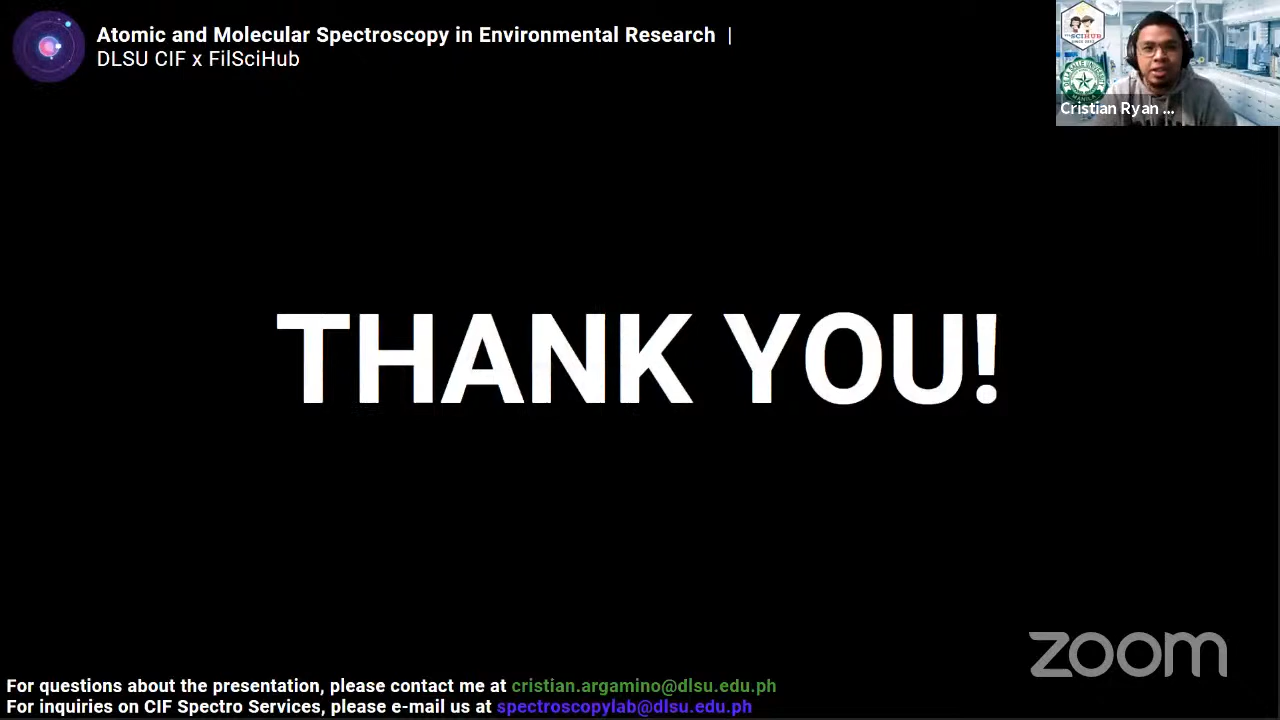 Atomic and Molecular Spectroscopy in Environmental Research |
DLSU CIF x FilSciHub
SCIHUB
Cristian Ryan ...
THANK YOU!
zoom
For questions about the presentation, please contact me at cristian.argamino@dlsu.edu.ph
For inquiries on CIF Spectro Services, please e-mail us at spectroscopylab@dlsu.edu.ph